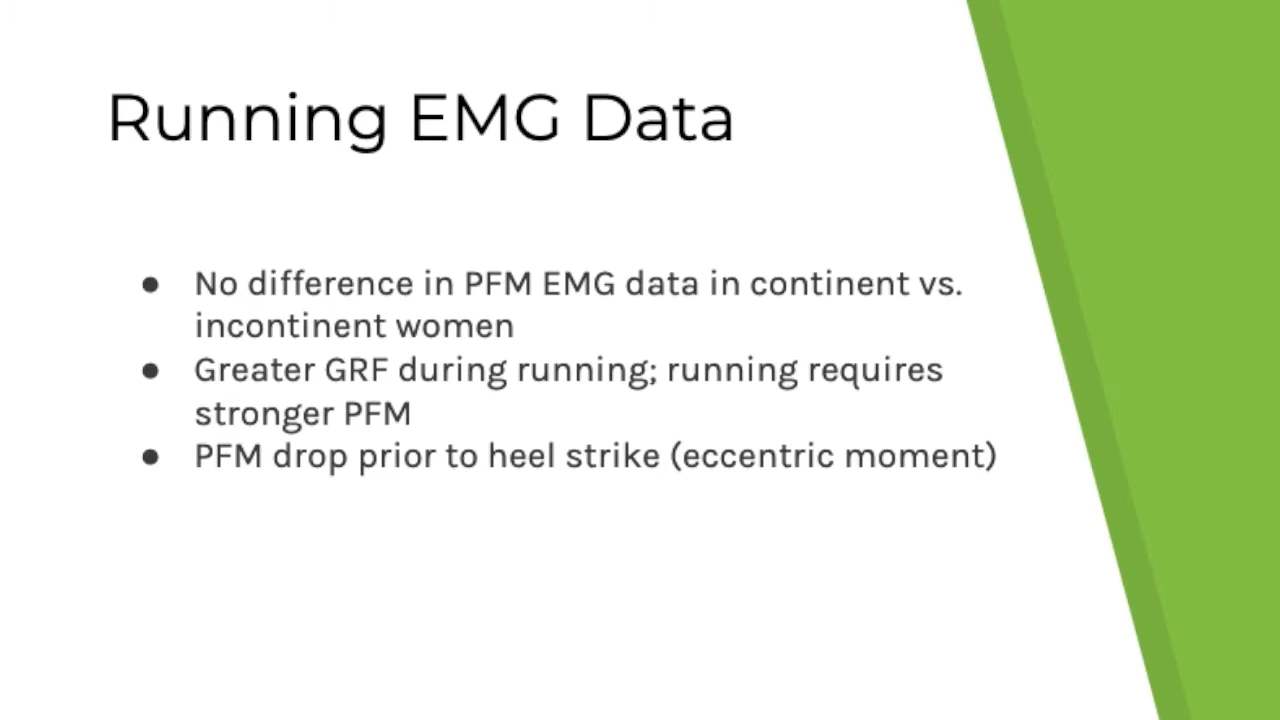 Running EMG Data
● No difference in PFM EMG data in continent vs.
incontinent women
● Greater GRF during running; running requires
stronger PFM
● PFM drop prior to heel strike (eccentric moment)